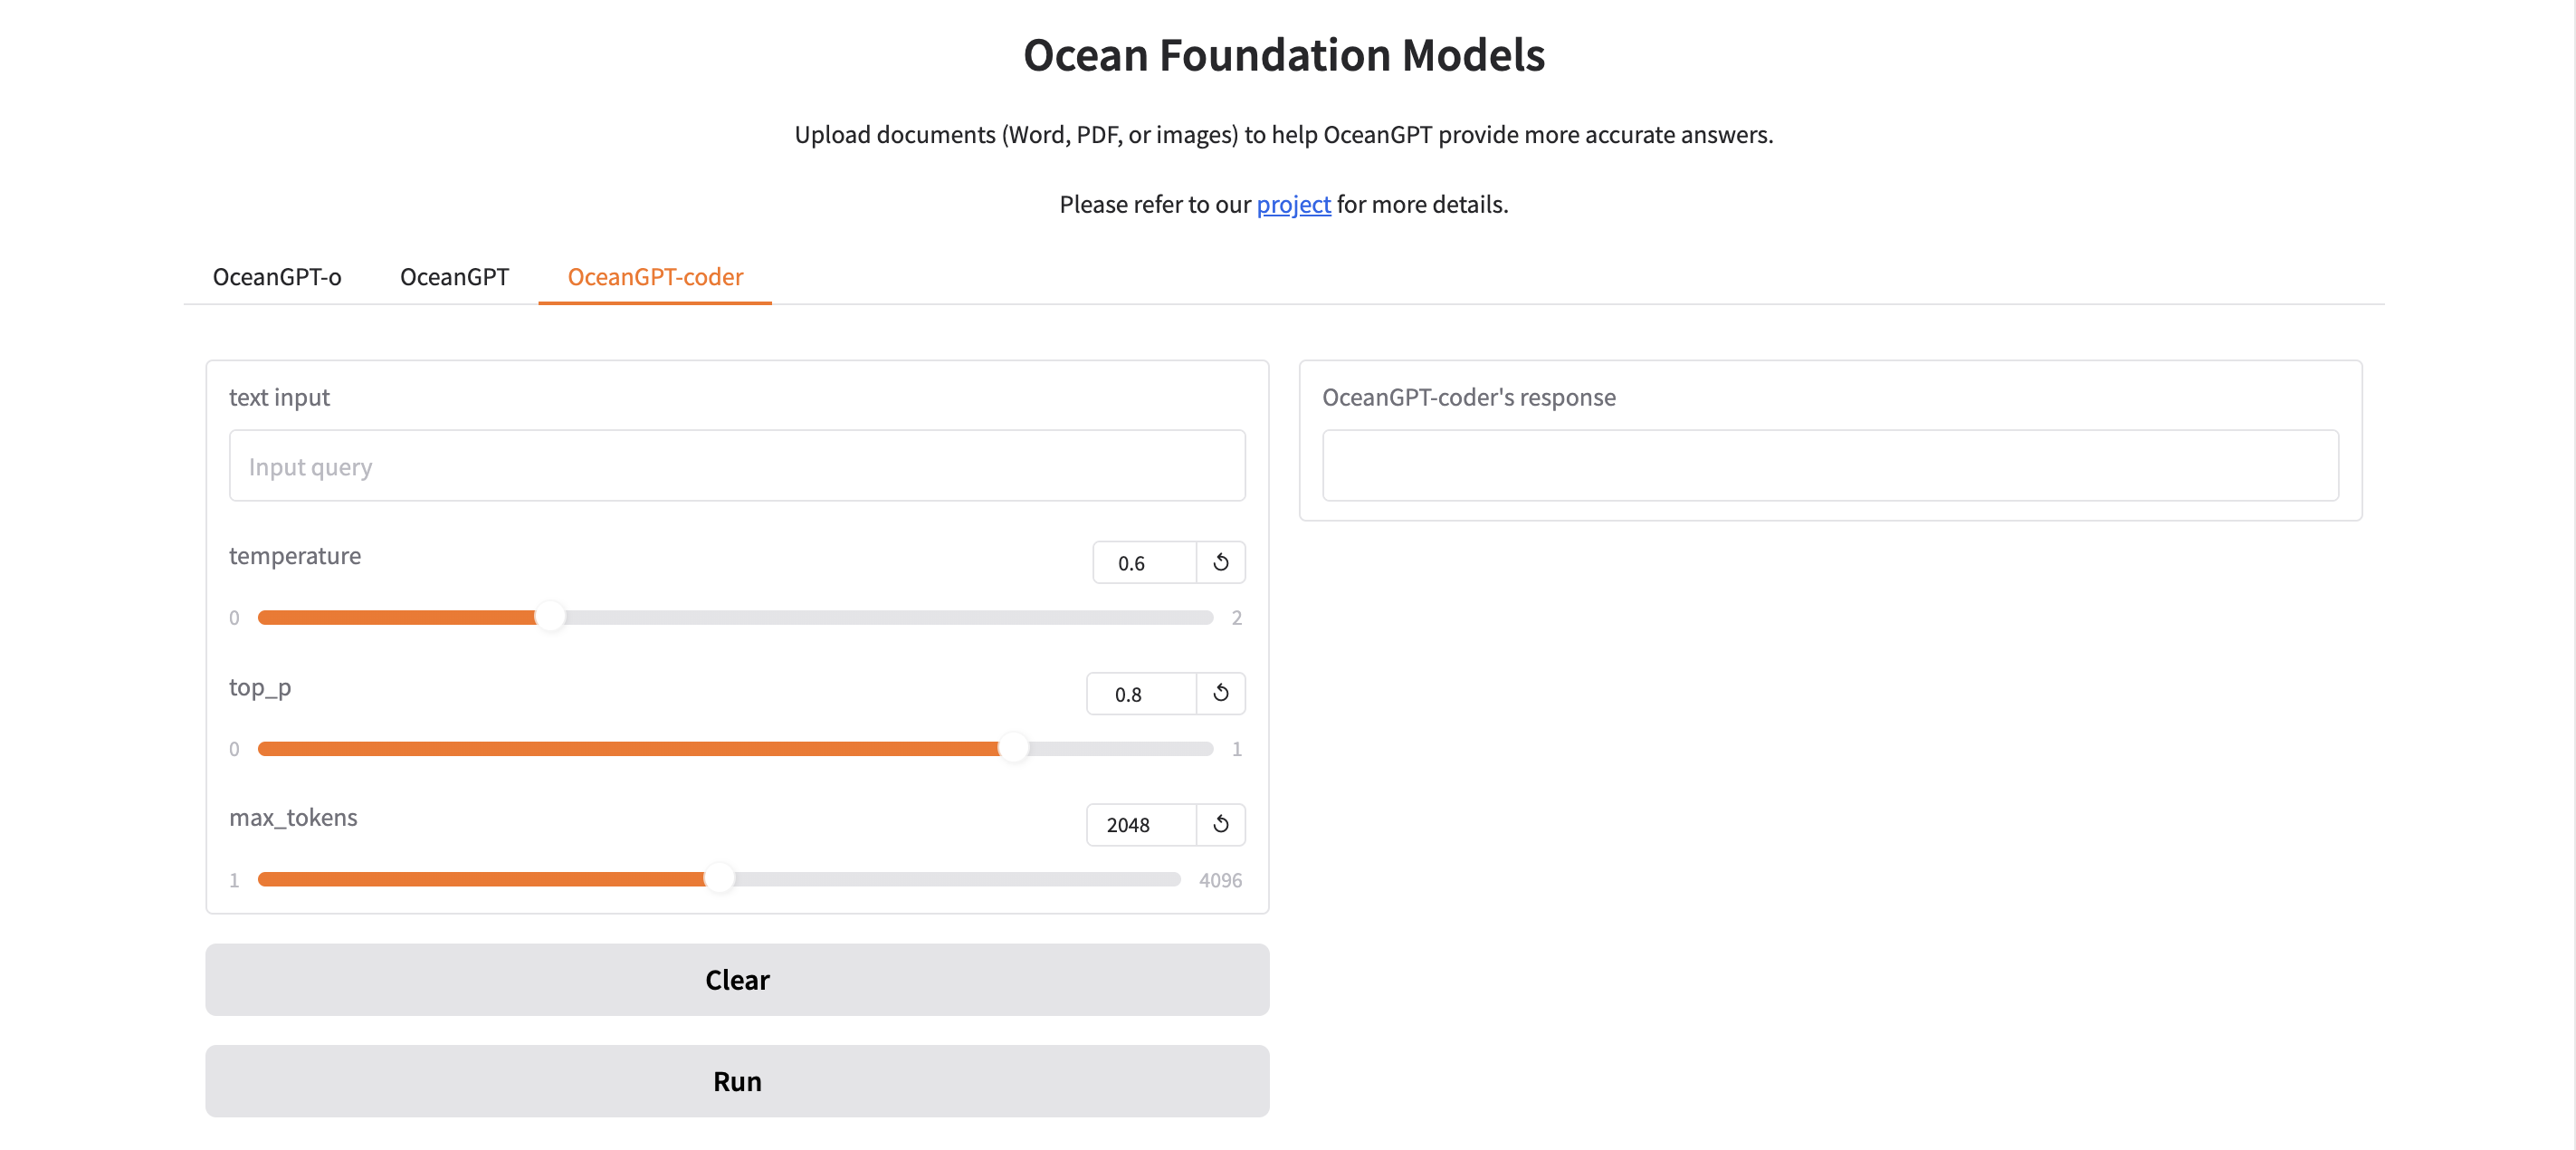 Ocean Foundation Models
Upload documents (Word, PDF, or images) to help OceanGPT provide more accurate answers.
Please refer to our project for more details.
OceanGPT-o OceanGPT OceanGPT-coder
text input
Input query
temperature
0.6
0 2
top_p
0.8
0 1
max_tokens
2048
1 4096
Clear
Run
OceanGPT-coder's response